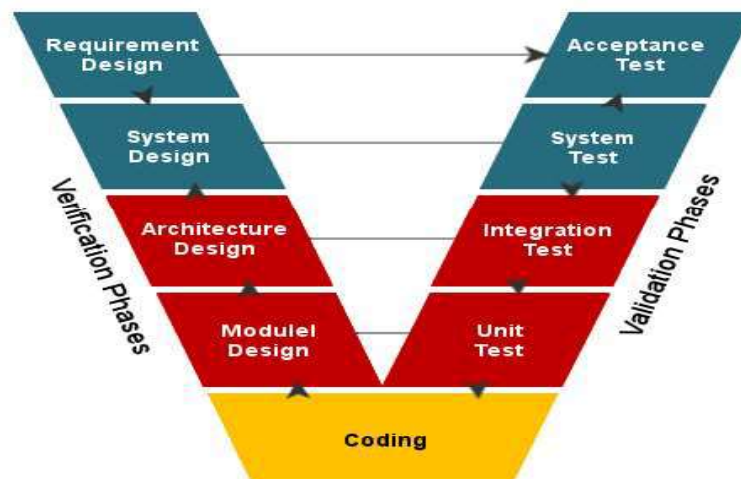 Requirement
Design
Acceptance
Test
System
Design
System
Test
Architecture
Design
Integration
Test
Modulel
Design
Unit
Test
Coding
Verification Phases
Validation Phases